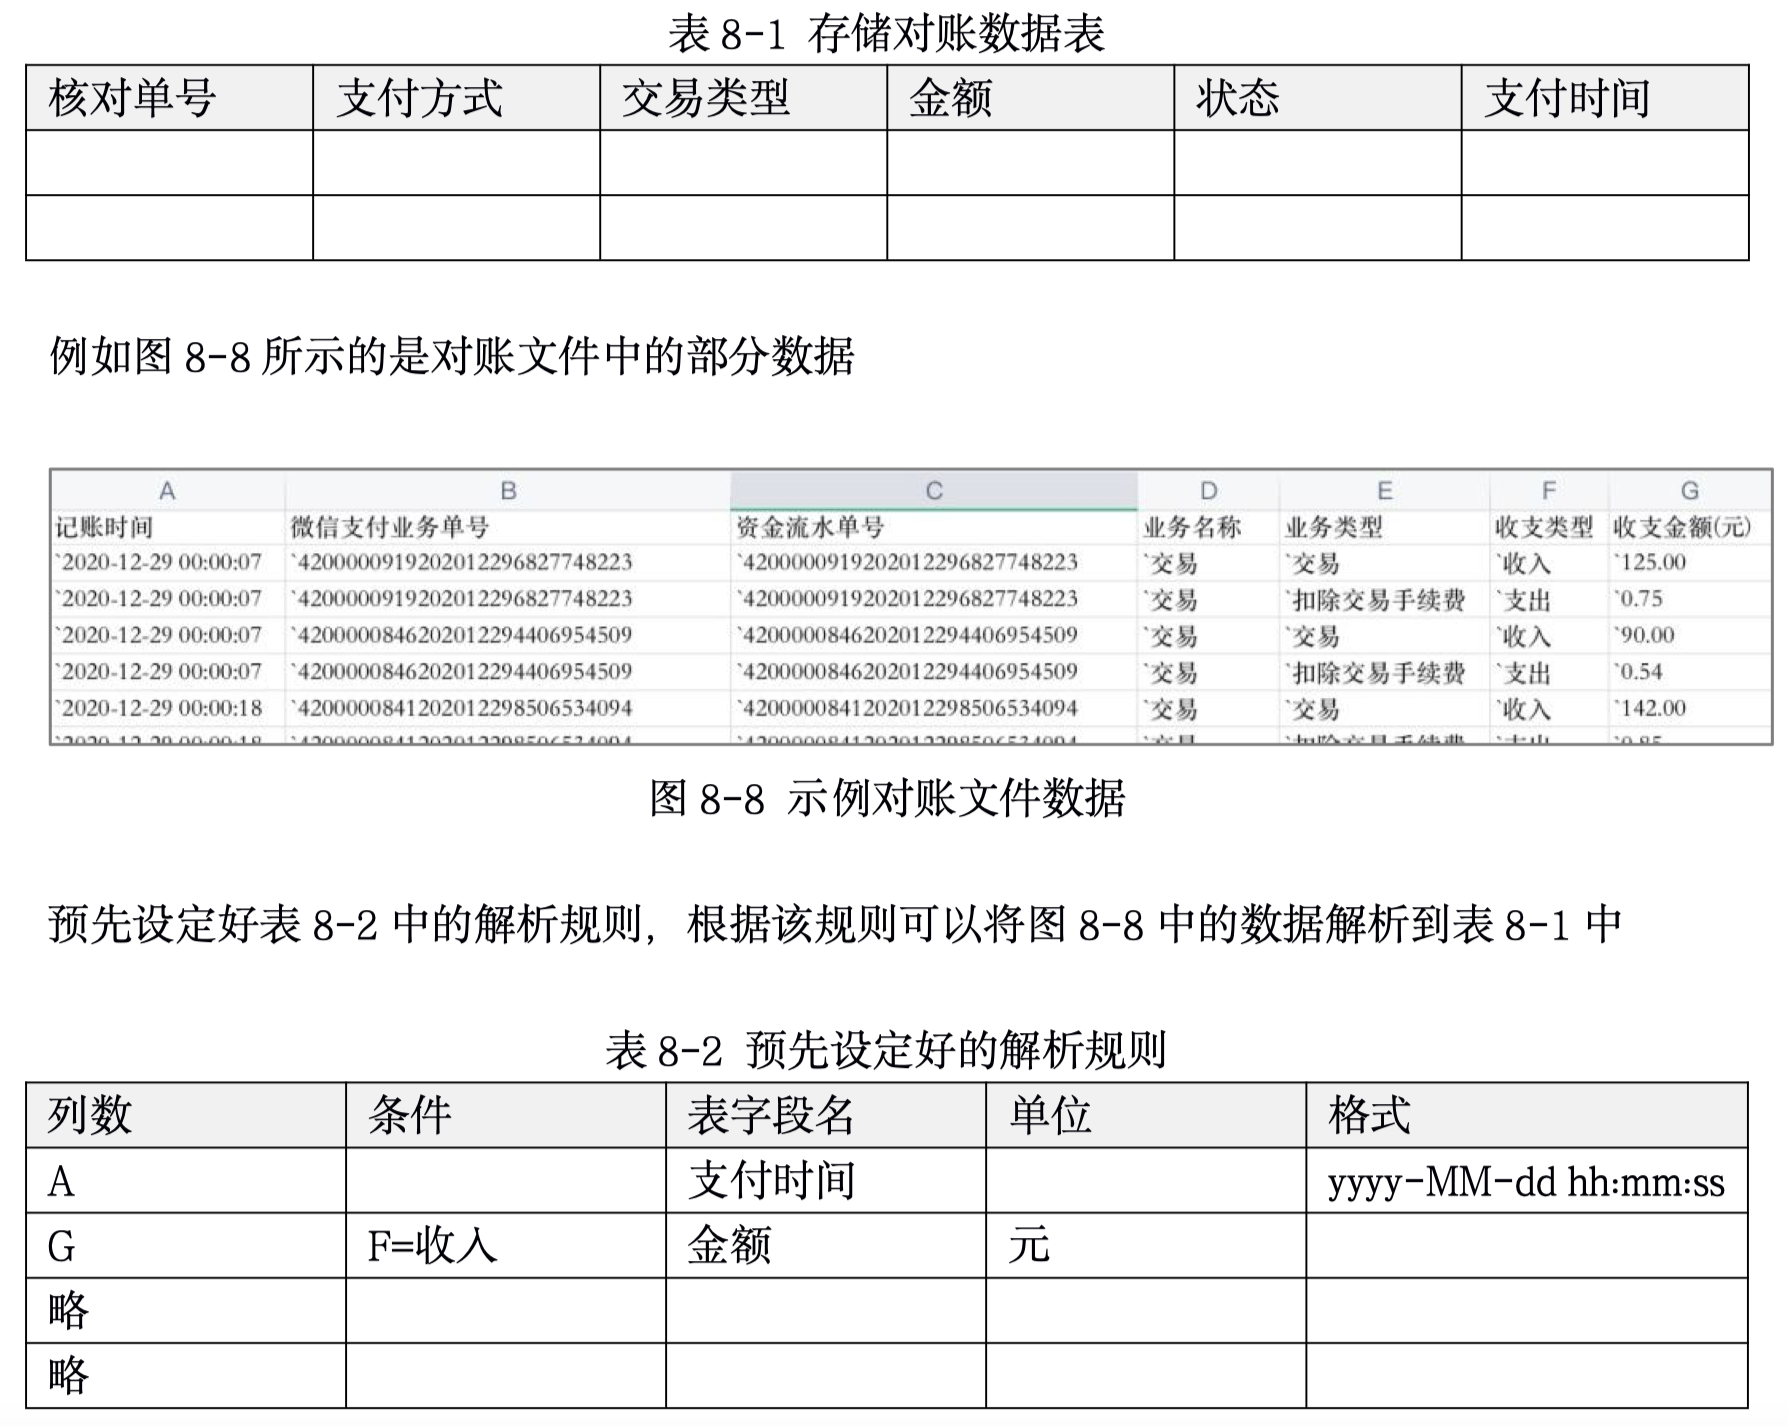 表 8-1 存储对账数据表
核对单号 支付方式 交易类型 金额 状态 支付时间
例如图 8-8 所示的是对账文件中的部分数据
A B C D E F G
记账时间 微信支付业务单号 资金流水单号 业务名称 业务类型 收支类型 收支金额(元)
`2020-12-29 00:00:07 `4200000919202012296827748223 `4200000919202012296827748223 `交易 `交易 `收入 `125.00
`2020-12-29 00:00:07 `4200000919202012296827748223 `4200000919202012296827748223 `交易 `扣除交易手续费 `支出 `0.75
`2020-12-29 00:00:07 `4200000846202012294406954509 `4200000846202012294406954509 `交易 `交易 `收入 `90.00
`2020-12-29 00:00:07 `4200000846202012294406954509 `4200000846202012294406954509 `交易 `扣除交易手续费 `支出 `0.54
`2020-12-29 00:00:18 `4200000841202012298506534094 `4200000841202012298506534094 `交易 `交易 `收入 `142.00
图 8-8 示例对账文件数据
预先设定好表 8-2 中的解析规则，根据该规则可以将图 8-8 中的数据解析到表 8-1 中
表 8-2 预先设定好的解析规则
列数 条件 表字段名 单位 格式
A 支付时间 yyyy-MM-dd hh:mm:ss
G F=收入 金额 元
略
略